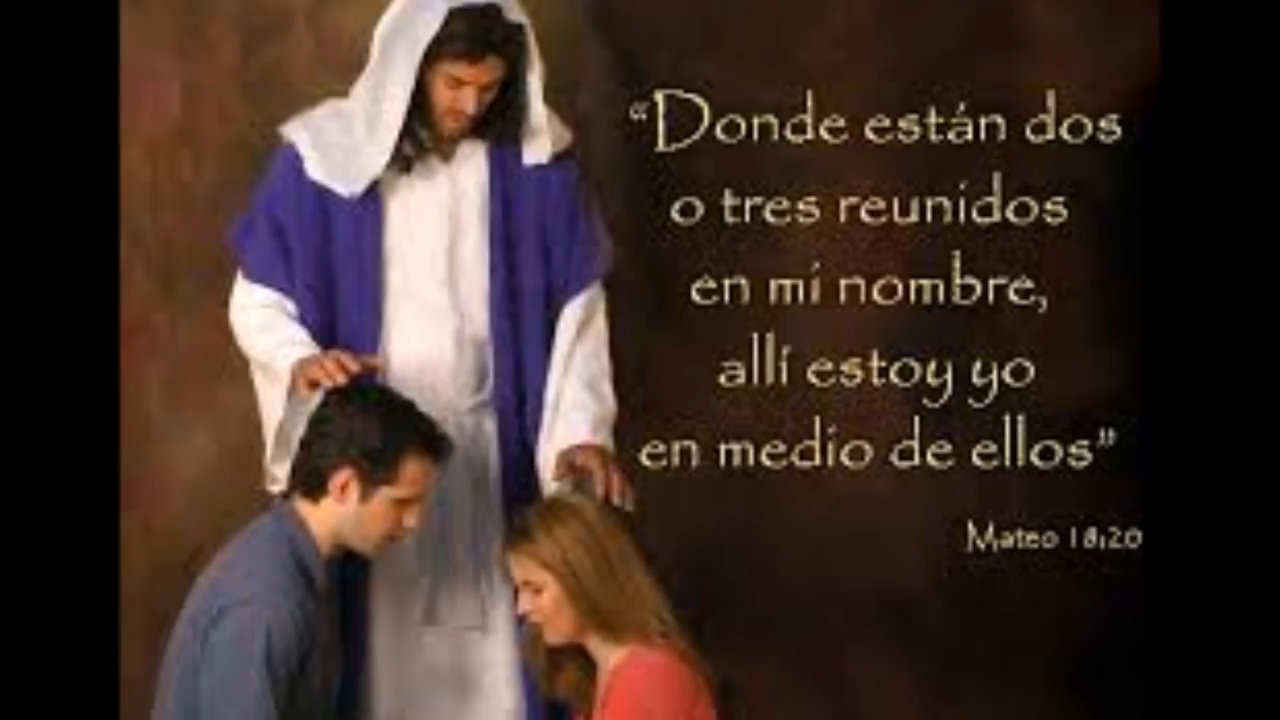 “Donde están dos
o tres reunidos
en mi nombre,
allí estoy yo
en medio de ellos”
Mateo 18:20